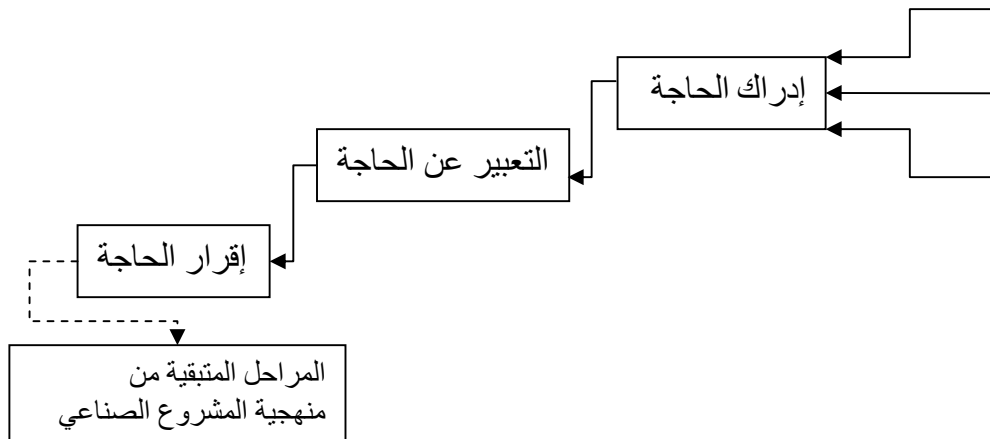 إدراك الحاجة
التعبير عن الحاجة
إقرار الحاجة
المراحل المتبقية من
منهجية المشروع الصناعي